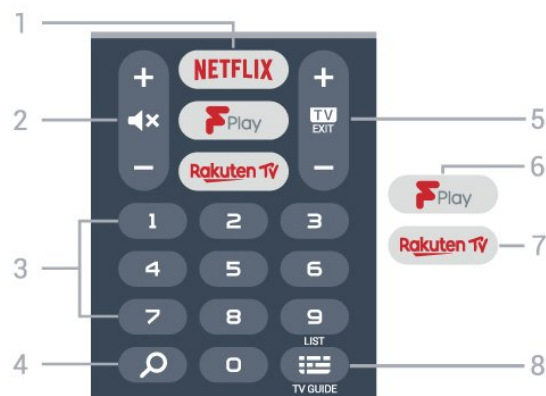 1
NETFLIX
+ +
2
Play
TV
EXIT
5
6
Play
− Rakuten TV −
Rakuten TV
7
1 2 3
3
4 5 6
7 8 9
LIST
4
0
8
TV GUIDE